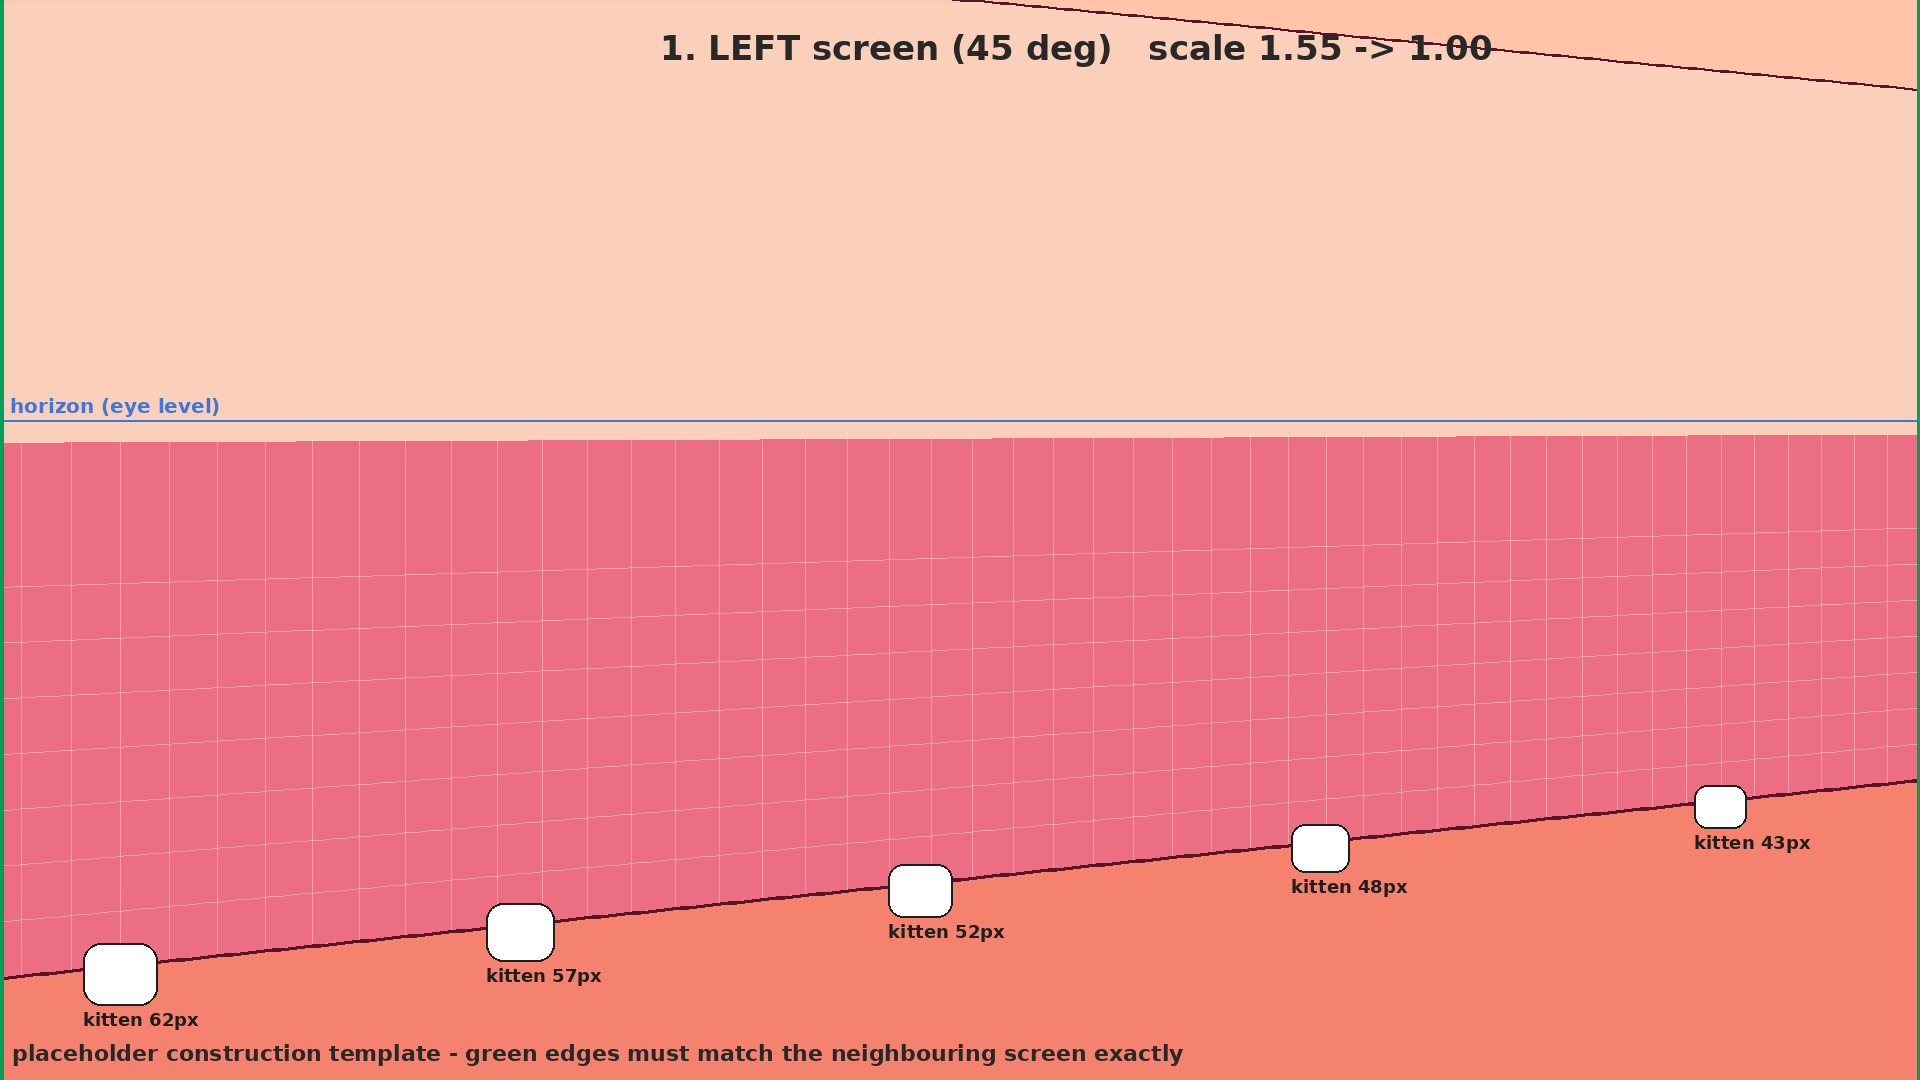 1. LEFT screen (45 deg)   scale 1.55 -> 1.00
horizon (eye level)
kitten 43px
kitten 48px
kitten 52px
kitten 57px
kitten 62px
placeholder construction template - green edges must match the neighbouring screen exactly